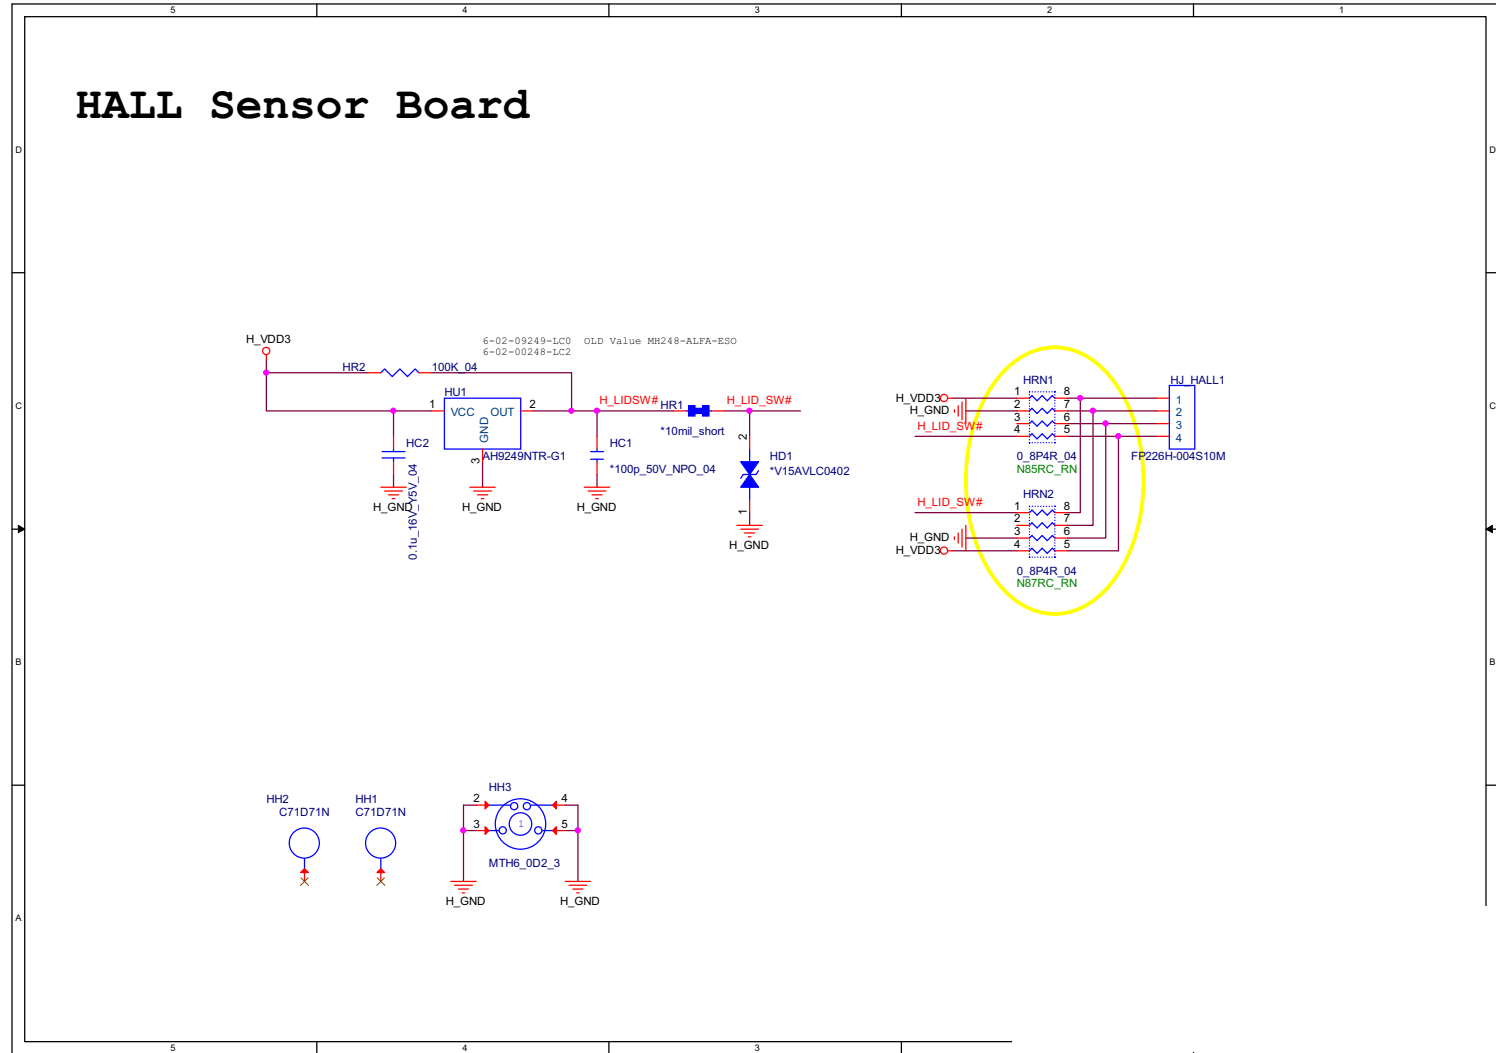 5 4 3 2 1
HALL Sensor Board
D D
H_VDD3
6-02-09249-LC0 OLD Value MH248-ALFA-ESO
6-02-00248-LC2
HR2 100K_04
HU1
1 VCC OUT 2
GND
3
AH9249NTR-G1
H_LIDSW# HR1 H_LID_SW#
*10mil_short
HC2
0.1u_16V_Y5V_04
HC1
*100p_50V_NPO_04
2
HD1
*V15AVLC0402
1
H_GND H_GND H_GND
H_GND
C C
HRN1 HJ_HALL1
H_VDD3 1 8 1
H_GND 2 7 2
3 6 3
H_LID_SW# 4 5 4
0_8P4R_04 FP226H-004S10M
N85RC_RN
HRN2
H_LID_SW# 1 8
2 7
H_GND 3 6
H_VDD3 4 5
0_8P4R_04
N87RC_RN
B B
HH2
C71D71N
HH1
C71D71N
HH3
2 4
3 1 5
MTH6_0D2_3
H_GND H_GND
A
5 4 3